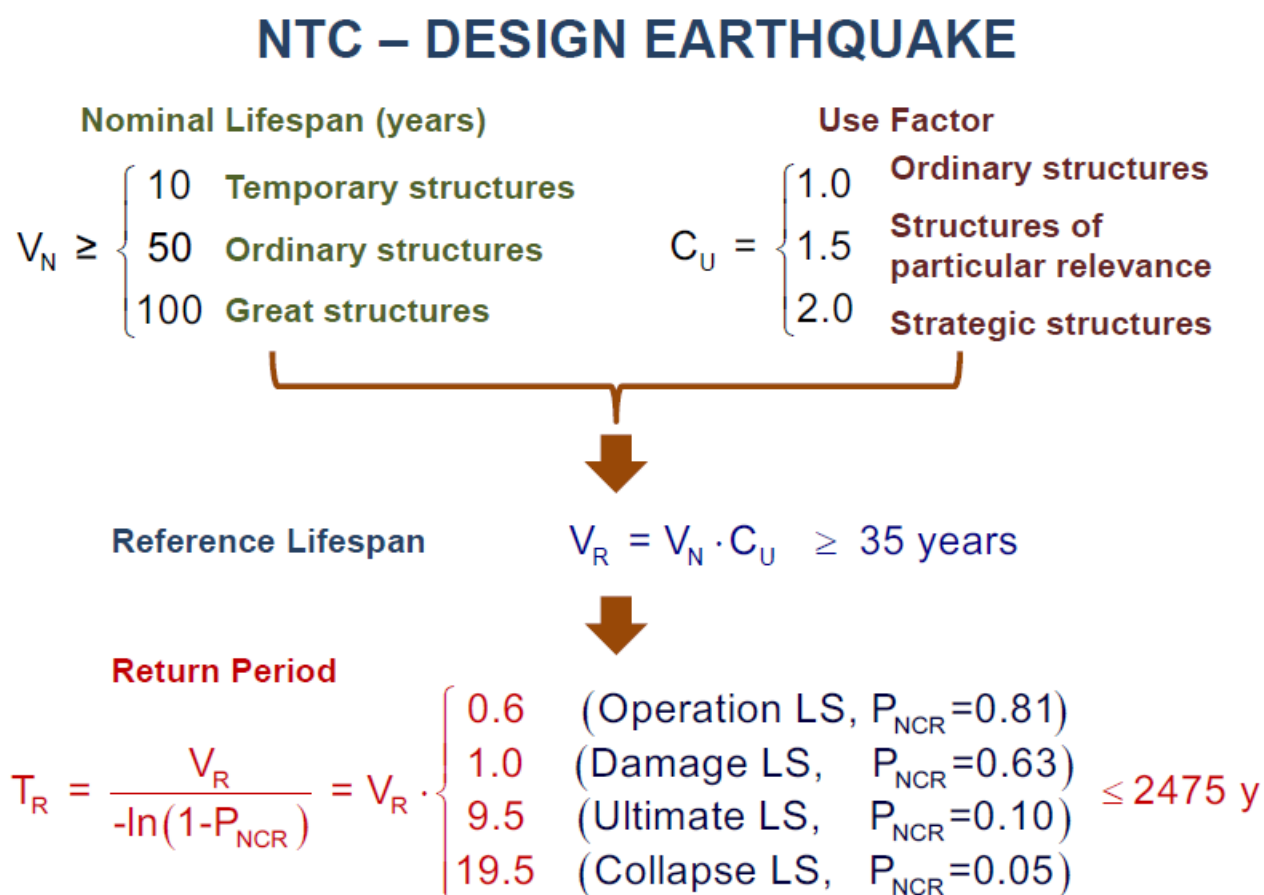 NTC – DESIGN EARTHQUAKE
Nominal Lifespan (years)
V_N ≥
10 Temporary structures
50 Ordinary structures
100 Great structures
Use Factor
C_U =
1.0 Ordinary structures
1.5 Structures of
particular relevance
2.0 Strategic structures
Reference Lifespan V_R = V_N · C_U ≥ 35 years
Return Period
T_R = V_R / -ln(1-P_NCR) = V_R ·
0.6 (Operation LS, P_NCR=0.81)
1.0 (Damage LS, P_NCR=0.63)
9.5 (Ultimate LS, P_NCR=0.10)
19.5 (Collapse LS, P_NCR=0.05)
≤ 2475 y